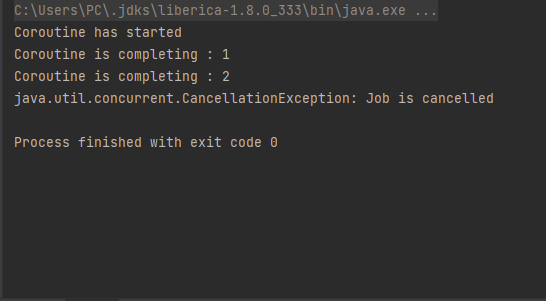 C:\Users\PC\.jdks\liberica-1.8.0_333\bin\java.exe ...
Coroutine has started
Coroutine is completing : 1
Coroutine is completing : 2
java.util.concurrent.CancellationException: Job is cancelled
Process finished with exit code 0